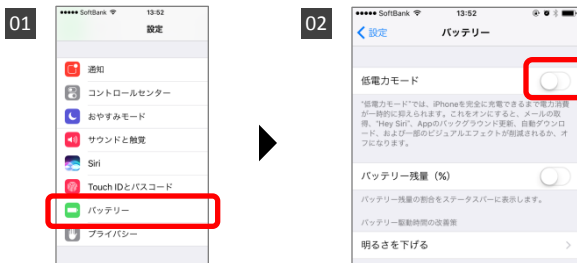 01
SoftBank 13:52
設定
通知
コントロールセンター
おやすみモード
サウンドと触覚
Siri
Touch IDとパスコード
バッテリー
プライバシー
02
SoftBank 13:52
設定 バッテリー
低電力モード
"低電力モード"では、iPhoneを完全に充電できるまで電力消費
が一時的に抑えられます。これをオンにすると、メールの取
得、"Hey Siri"、Appのバックグラウンド更新、自動ダウンロ
ード、および一部のビジュアルエフェクトが削減されるか、オ
フになります。
バッテリー残量（%）
バッテリー残量の割合をステータスバーに表示します。
バッテリー駆動時間の改善策
明るさを下げる